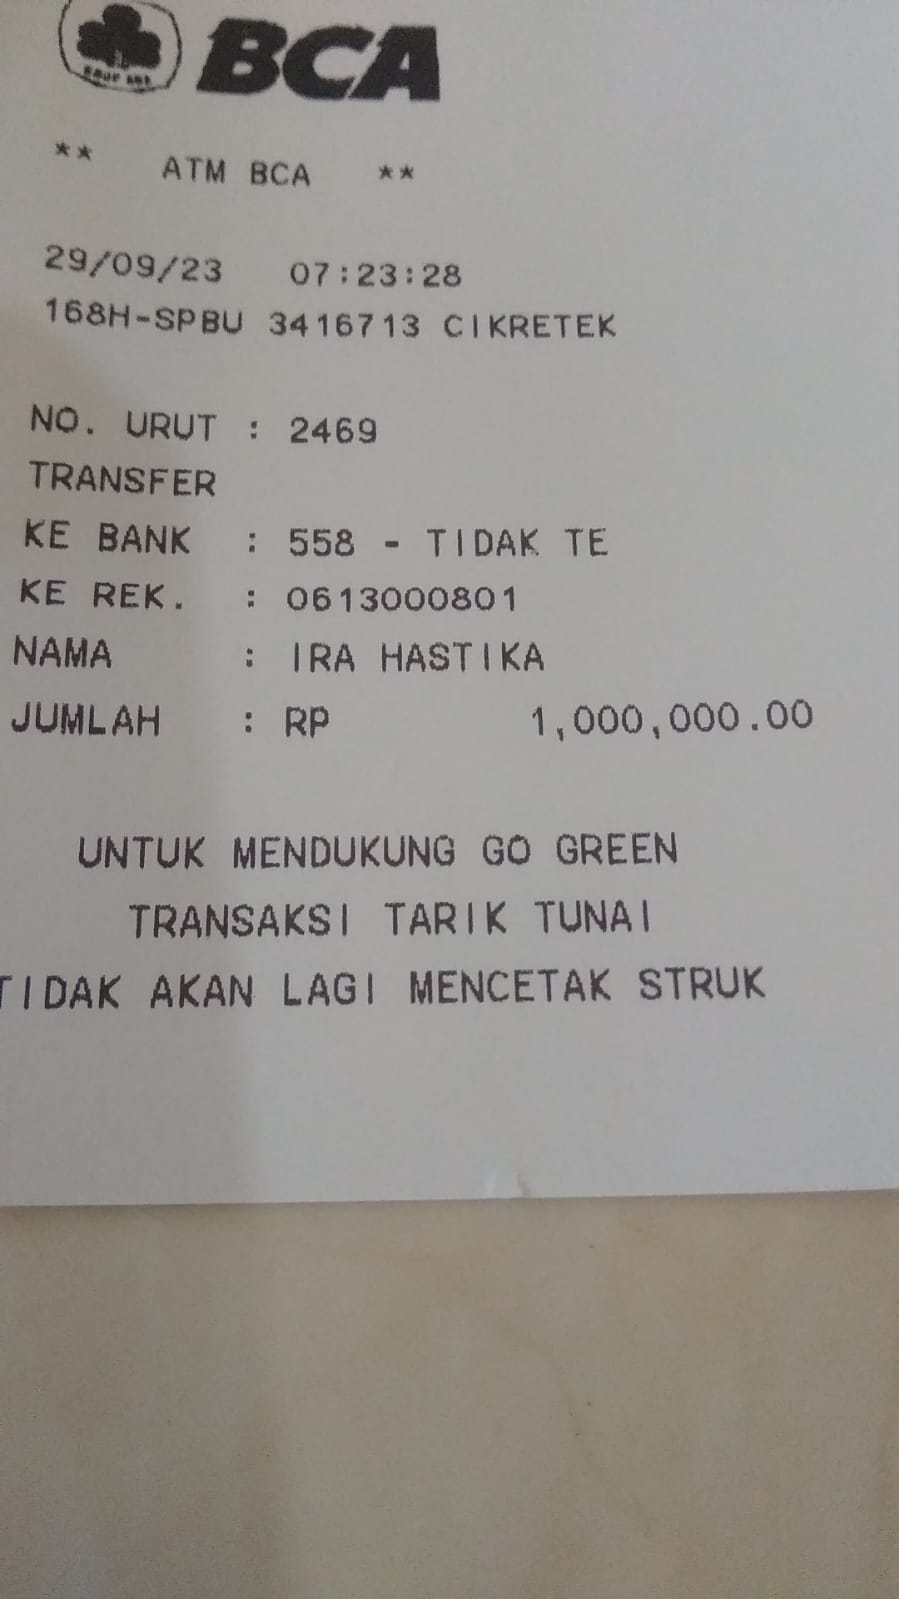 BCA
** ATM BCA **
29/09/23 07:23:28
168H-SPBU 3416713 CIKRETEK
NO. URUT : 2469
TRANSFER
KE BANK : 558 - TIDAK TE
KE REK. : 0613000801
NAMA : IRA HASTIKA
JUMLAH : RP 1,000,000.00
UNTUK MENDUKUNG GO GREEN
TRANSAKSI TARIK TUNAI
TIDAK AKAN LAGI MENCETAK STRUK